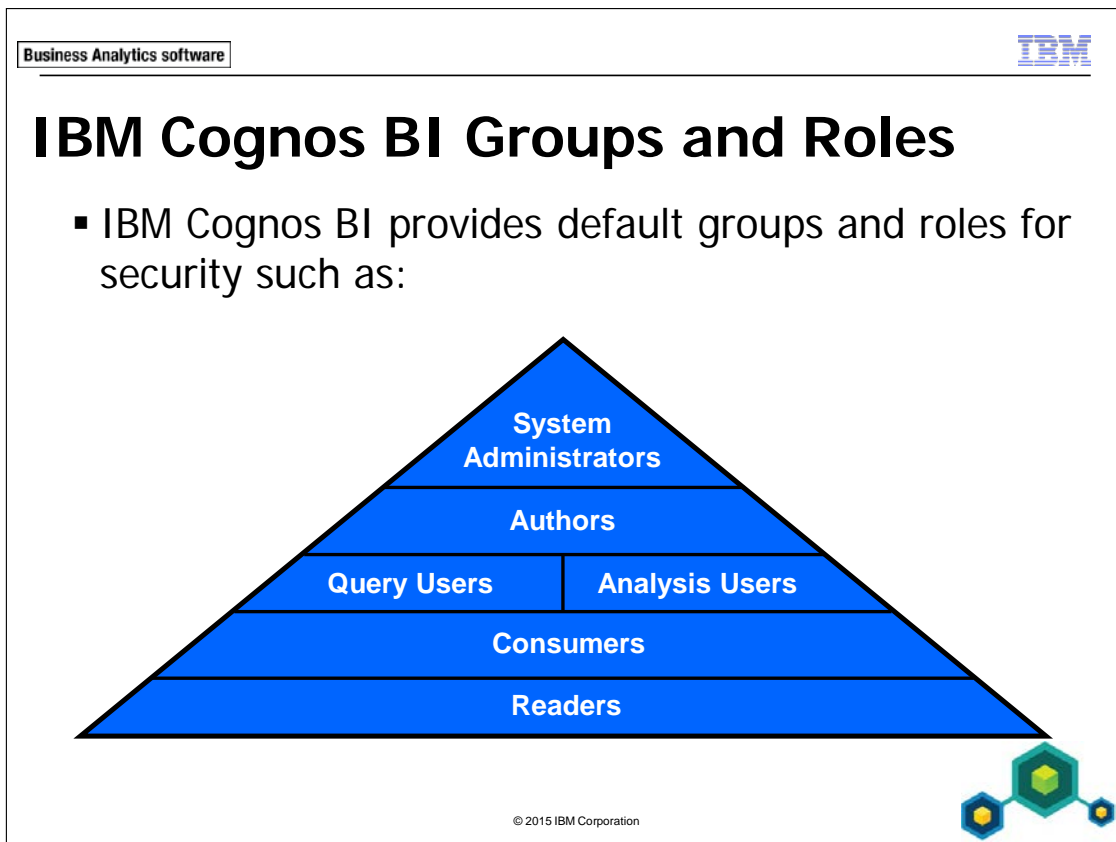 Business Analytics software
IBM
IBM Cognos BI Groups and Roles
▪ IBM Cognos BI provides default groups and roles for
security such as:
System
Administrators
Authors
Query Users
Analysis Users
Consumers
Readers
© 2015 IBM Corporation